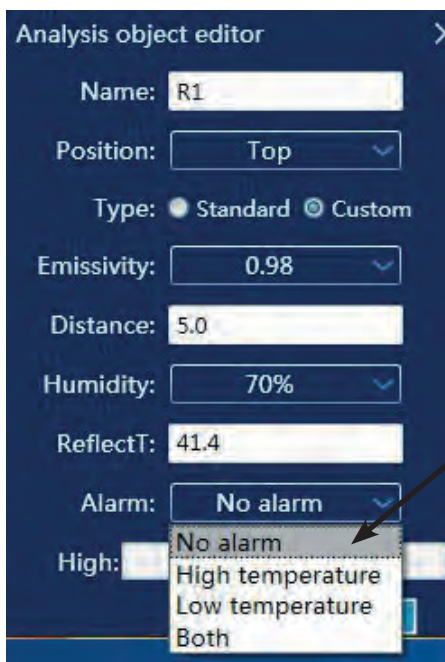 Analysis object editor
Name: R1
Position: Top
Type: Standard Custom
Emissivity: 0.98
Distance: 5.0
Humidity: 70%
ReflectT: 41.4
Alarm: No alarm
No alarm
High:
High temperature
Low temperature
Both